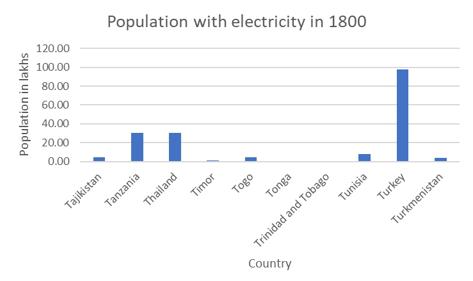 Population with electricity in 1800
Population in lakhs
120.00
100.00
80.00
60.00
40.00
20.00
0.00
Tajikistan
Tanzania
Thailand
Timor
Togo
Tonga
Trinidad and Tobago
Tunisia
Turkey
Turkmenistan
Country